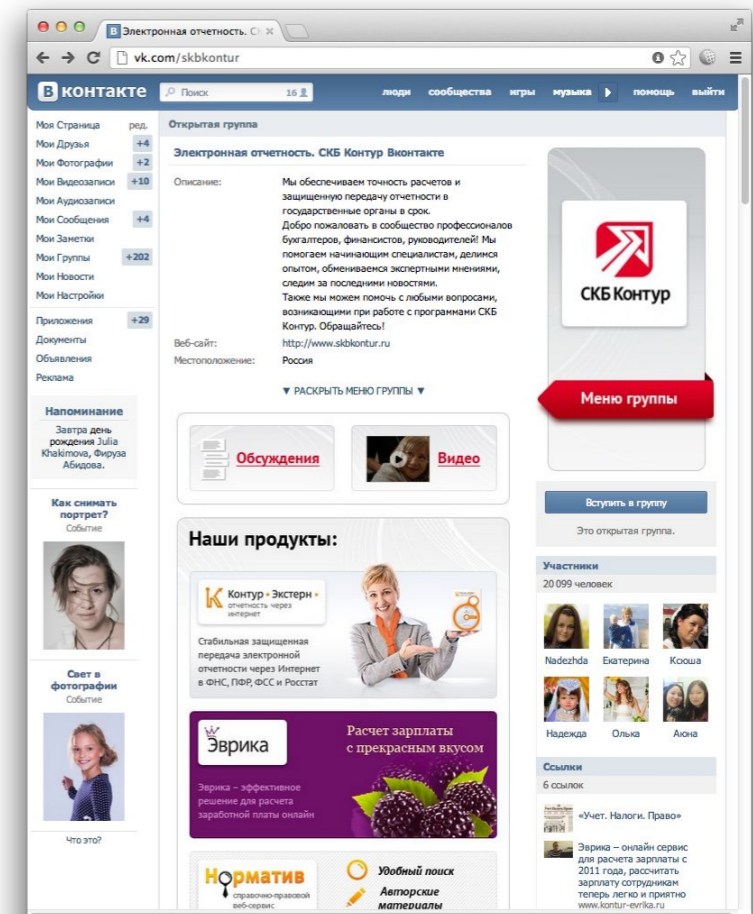 Электронная отчетность. С
vk.com/skbkontur
В контакте
Поиск
16
люди
сообщества
игры
музыка
помощь
выйти
Моя Страница ред.
Мои Друзья +4
Мои Фотографии +2
Мои Видеозаписи +10
Мои Аудиозаписи
Мои Сообщения +4
Мои Заметки
Мои Группы +202
Мои Новости
Мои Настройки
Приложения +29
Документы
Объявления
Реклама
Напоминание
Завтра день
рождения Julia
Khakimova, Фируза
Абидова.
Как снимать
портрет?
Событие
Свет в
фотографии
Событие
Что это?
Открытая группа
Электронная отчетность. СКБ Контур Вконтакте
Описание:
Мы обеспечиваем точность расчетов и
защищенную передачу отчетности в
государственные органы в срок.
Добро пожаловать в сообщество профессионалов
бухгалтеров, финансистов, руководителей! Мы
помогаем начинающим специалистам, делимся
опытом, обмениваемся экспертными мнениями,
следим за последними новостями.
Также мы можем помочь с любыми вопросами,
возникающими при работе с программами СКБ
Контур. Обращайтесь!
Веб-сайт: http://www.skbkontur.ru
Местоположение: Россия
▼ РАСКРЫТЬ МЕНЮ ГРУППЫ ▼
Обсуждения
Видео
Наши продукты:
Контур • Экстерн •
отчетность через
интернет
Стабильная защищенная
передача электронной
отчетности через Интернет
в ФНС, ПФР, ФСС и Росстат
Эврика
Расчет зарплаты
с прекрасным вкусом
Эврика – эффективное
решение для расчета
заработной платы онлайн
Норматив
справочно-правовой
веб-сервис
Удобный поиск
Авторские
материалы
СКБ Контур
Меню группы
Вступить в группу
Это открытая группа.
Участники
20 099 человек
Nadezhda Екатерина Ксюша
Надежда Олька Аюна
Ссылки
6 ссылок
«Учет. Налоги. Право»
Эврика – онлайн сервис
для расчета зарплаты с
2011 года, рассчитать
зарплату сотрудникам
теперь легко и приятно
www.kontur-evrika.ru